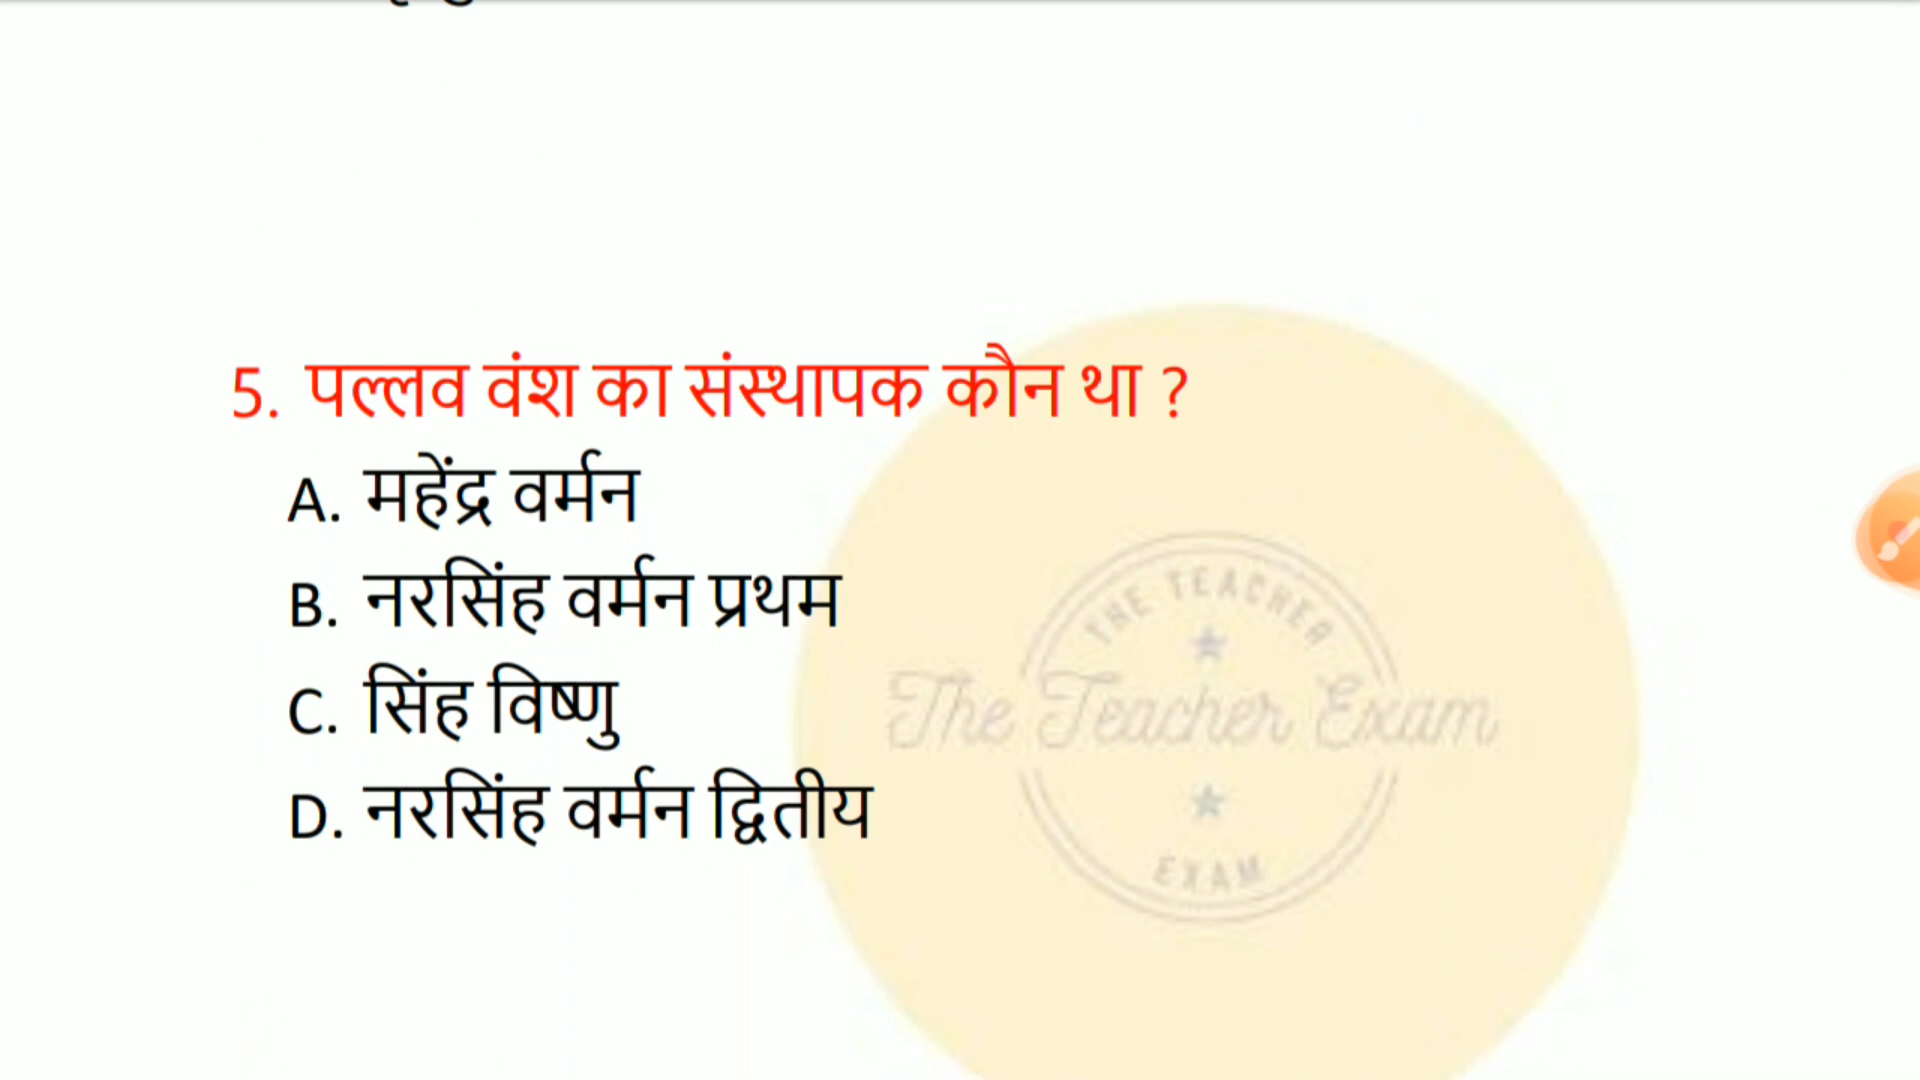 5. पल्लव वंश का संस्थापक कौन था ?
A. महेंद्र वर्मन
B. नरसिंह वर्मन प्रथम
C. सिंह विष्णु
D. नरसिंह वर्मन द्वितीय
THE TEACHER
The Teacher Exam
EXAM